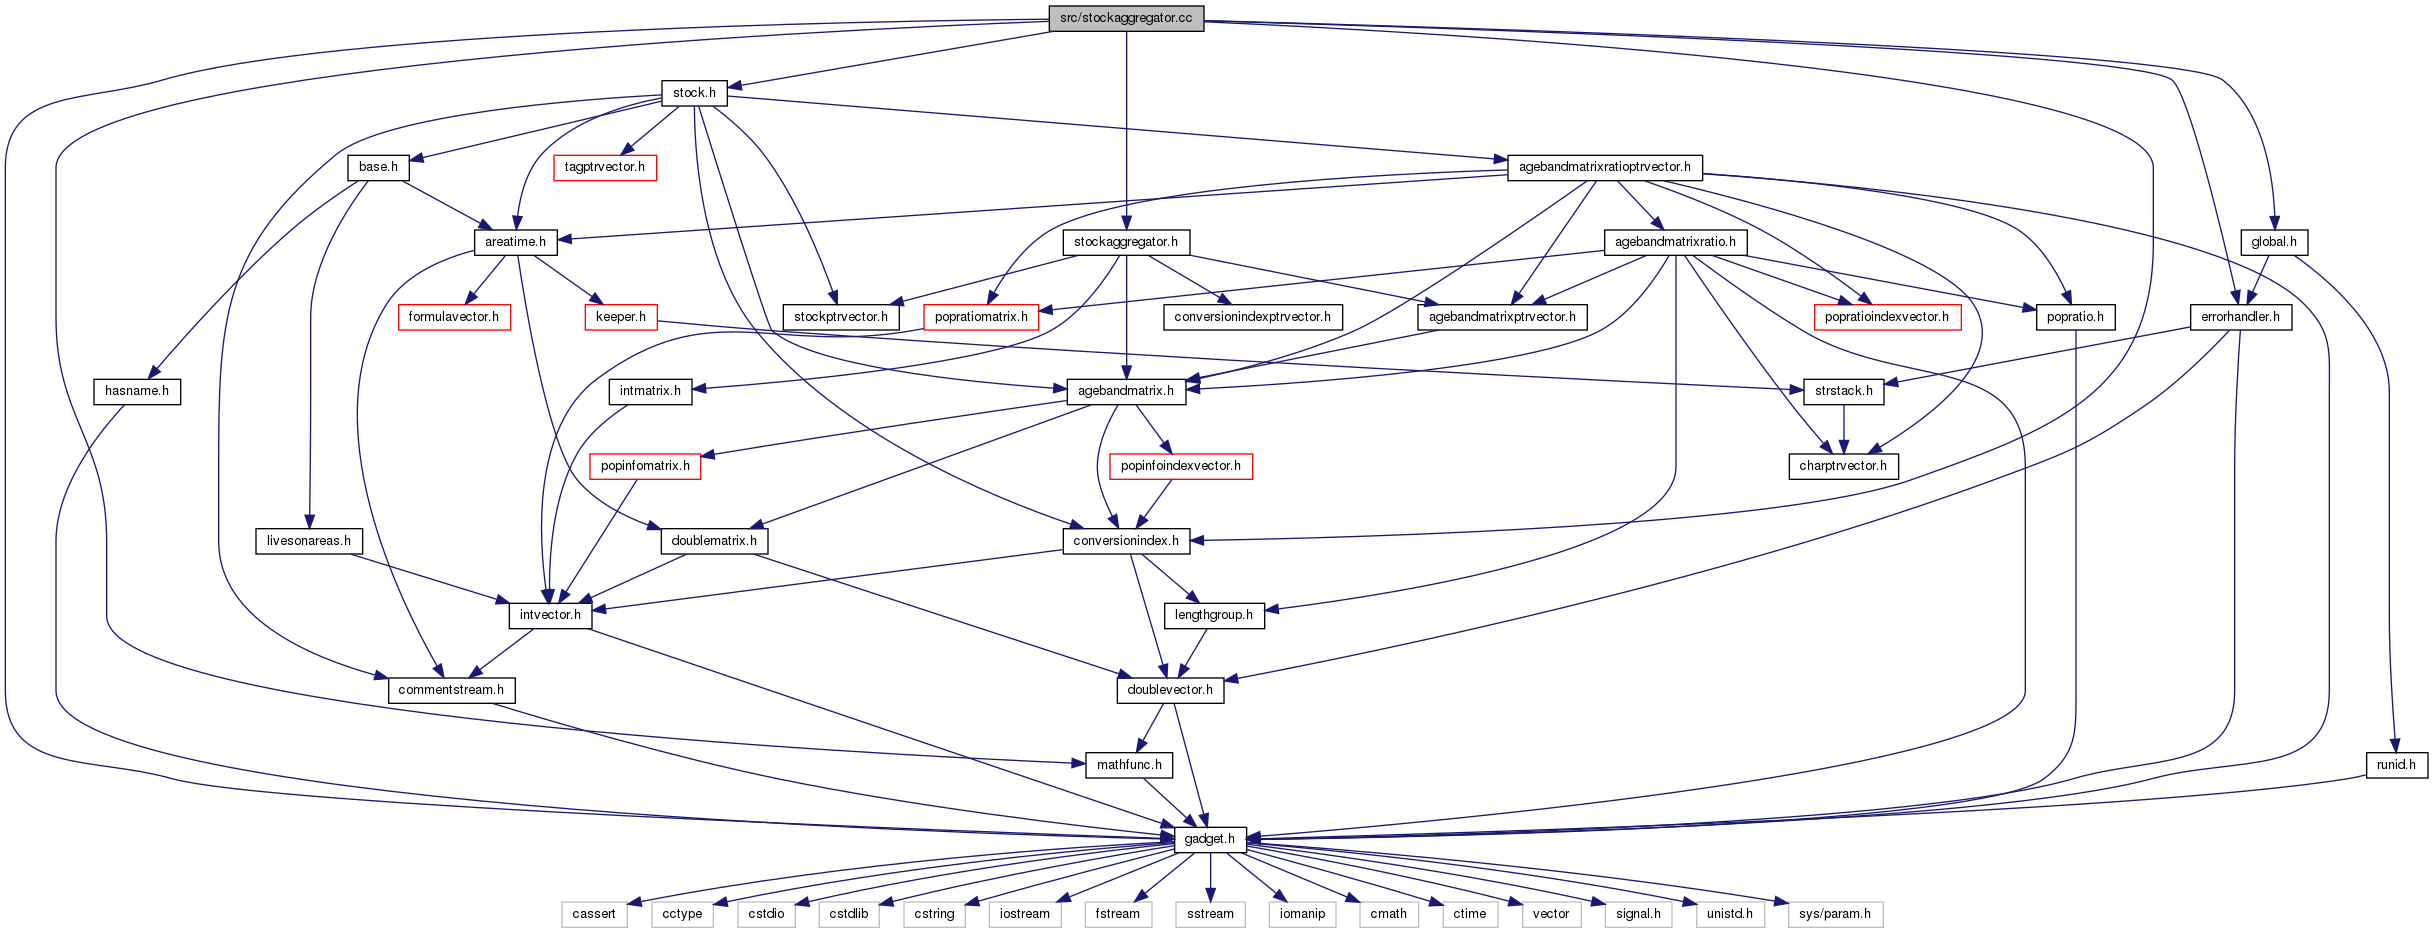 src/stockaggregator.cc
stock.h
base.h
tagptrvector.h
agebandmatrixratioptrvector.h
areatime.h
stockaggregator.h
agebandmatrixratio.h
global.h
formulavector.h
keeper.h
stockptrvector.h
popratiomatrix.h
conversionindexptrvector.h
agebandmatrixptrvector.h
popratioindexvector.h
popratio.h
errorhandler.h
hasname.h
intmatrix.h
agebandmatrix.h
strstack.h
popinfomatrix.h
popinfoindexvector.h
charptrvector.h
livesonareas.h
doublematrix.h
conversionindex.h
intvector.h
lengthgroup.h
commentstream.h
doublevector.h
mathfunc.h
runid.h
gadget.h
cassert
cctype
cstdio
cstdlib
cstring
iostream
fstream
sstream
iomanip
cmath
ctime
vector
signal.h
unistd.h
sys/param.h